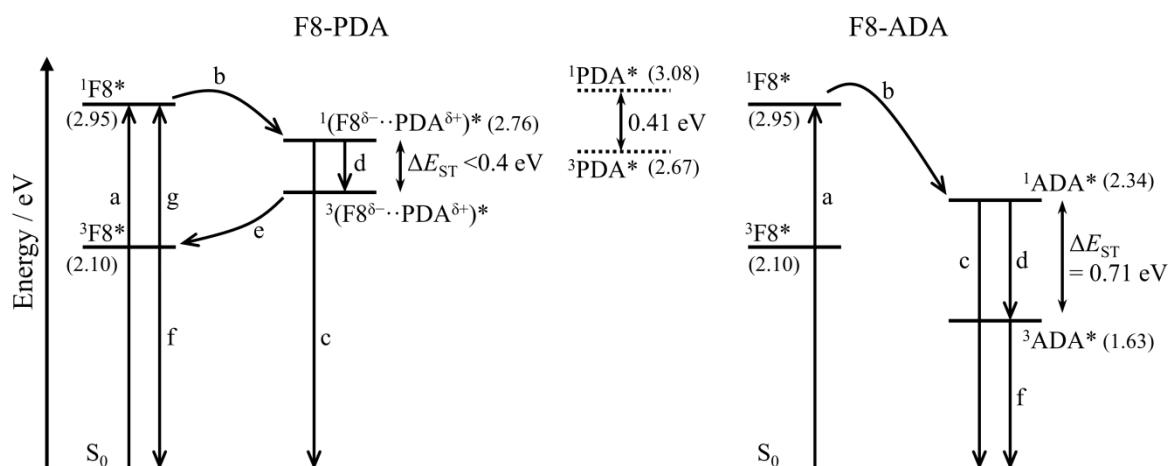 F8-PDA
F8-ADA
Energy / eV
¹F8*
(2.95)
b
a
g
³F8*
(2.10)
e
f
S₀
¹(F8^δ−··PDA^δ+)* (2.76)
d
ΔE_ST <0.4 eV
³(F8^δ−··PDA^δ+)*
c
¹PDA* (3.08)
0.41 eV
³PDA* (2.67)
¹F8*
(2.95)
b
a
³F8*
(2.10)
S₀
¹ADA* (2.34)
c
d
ΔE_ST
= 0.71 eV
³ADA* (1.63)
f